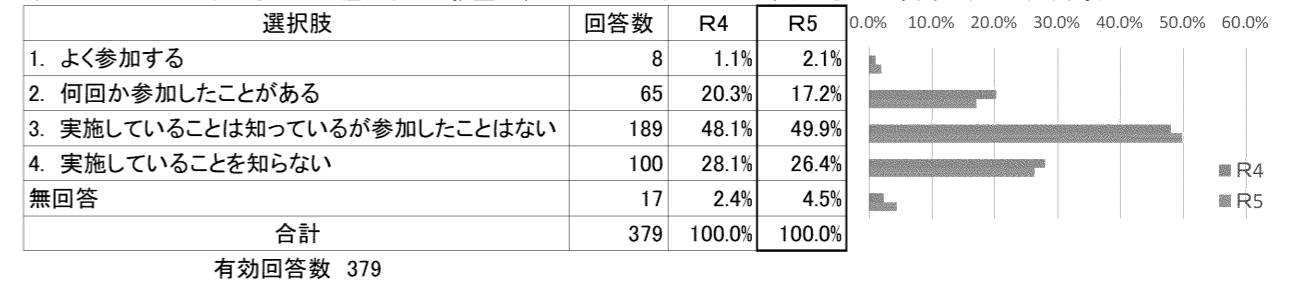 選択肢 回答数 R4 R5
1. よく参加する 8 1.1% 2.1%
2. 何回か参加したことがある 65 20.3% 17.2%
3. 実施していることは知っているが参加したことはない 189 48.1% 49.9%
4. 実施していることを知らない 100 28.1% 26.4%
無回答 17 2.4% 4.5%
合計 379 100.0% 100.0%
有効回答数 379
0.0% 10.0% 20.0% 30.0% 40.0% 50.0% 60.0%
R4
R5